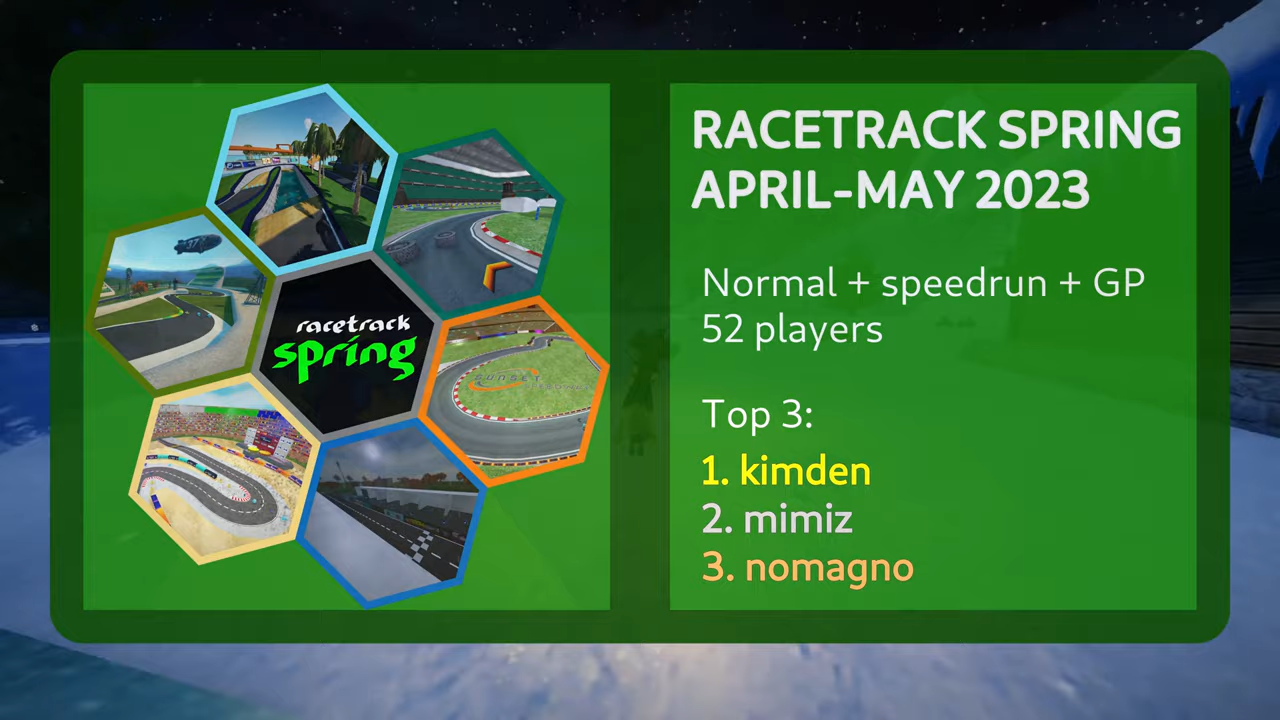 racetrack
spring
RACETRACK SPRING
APRIL-MAY 2023
Normal + speedrun + GP
52 players
Top 3:
1. kimden
2. mimiz
3. nomagno